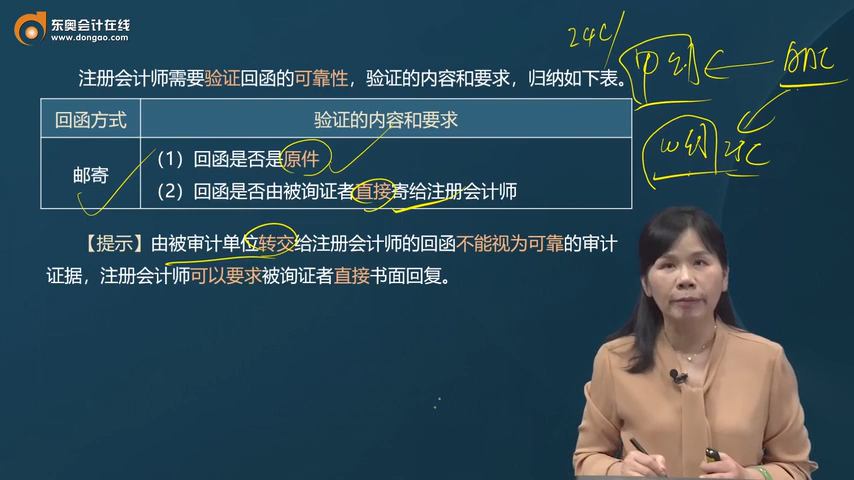 东奥会计在线
www.dongao.com
注册会计师需要验证回函的可靠性，验证的内容和要求，归纳如下表。
回函方式
验证的内容和要求
邮寄
（1）回函是否是原件
（2）回函是否由被询证者直接寄给注册会计师
【提示】由被审计单位转交给注册会计师的回函不能视为可靠的审计
证据，注册会计师可以要求被询证者直接书面回复。